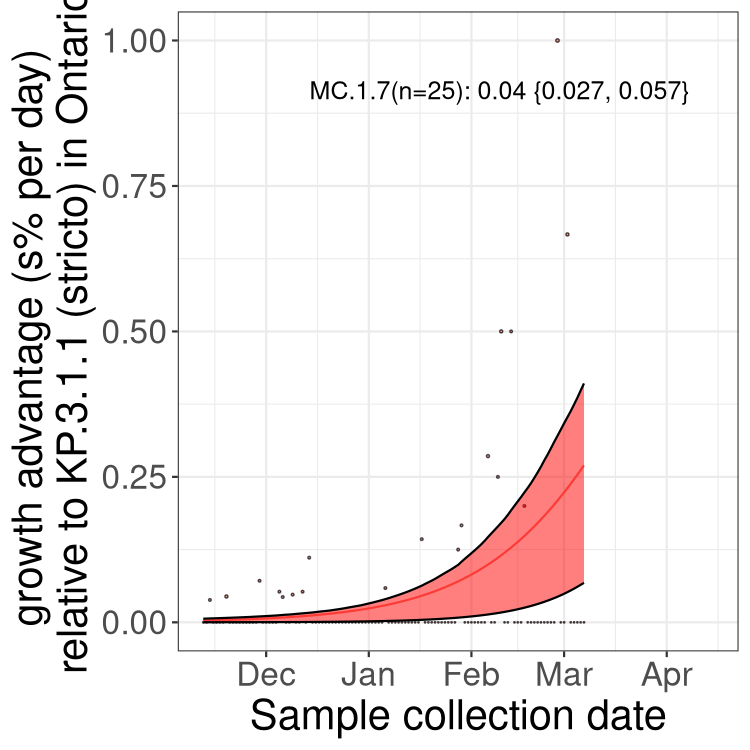 growth advantage (s% per day)
relative to KP.3.1.1 (stricto) in Ontario
1.00
0.75
0.50
0.25
0.00
MC.1.7(n=25): 0.04 {0.027, 0.057}
Dec Jan Feb Mar Apr
Sample collection date